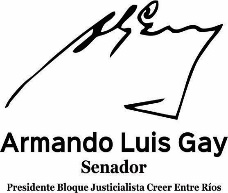 Armando Luis Gay
Senador
Presidente Bloque Justicialista Creer Entre Ríos